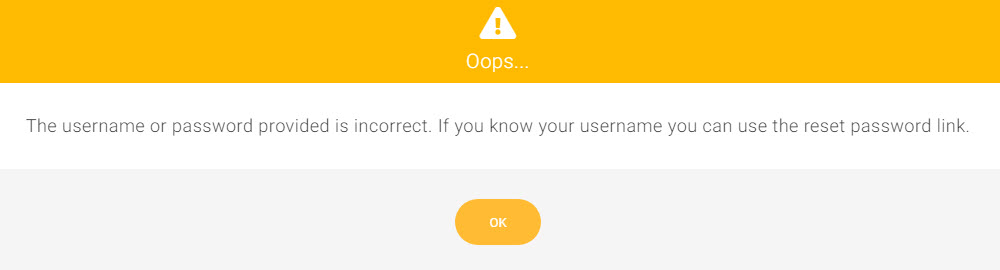 Oops...
The username or password provided is incorrect. If you know your username you can use the reset password link.
OK